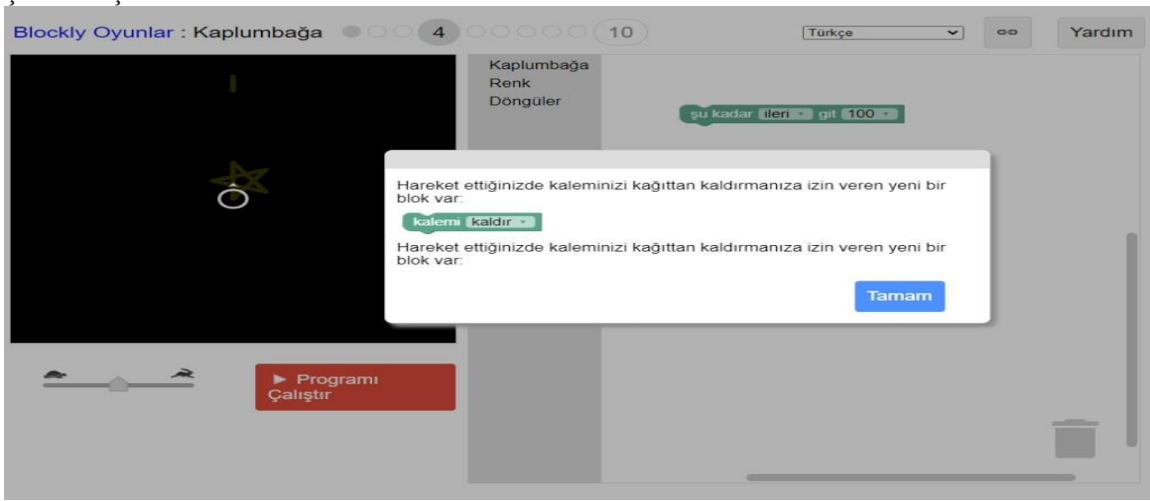 Blockly Oyunlar : Kaplumbağa 4 10 Türkçe Yardım
Kaplumbağa
Renk
Döngüler
şu kadar ileri git 100
Hareket ettiğinizde kaleminizi kağıttan kaldırmanıza izin veren yeni bir
blok var:
kalemi kaldır
Hareket ettiğinizde kaleminizi kağıttan kaldırmanıza izin veren yeni bir
blok var:
Tamam
Programı
Çalıştır